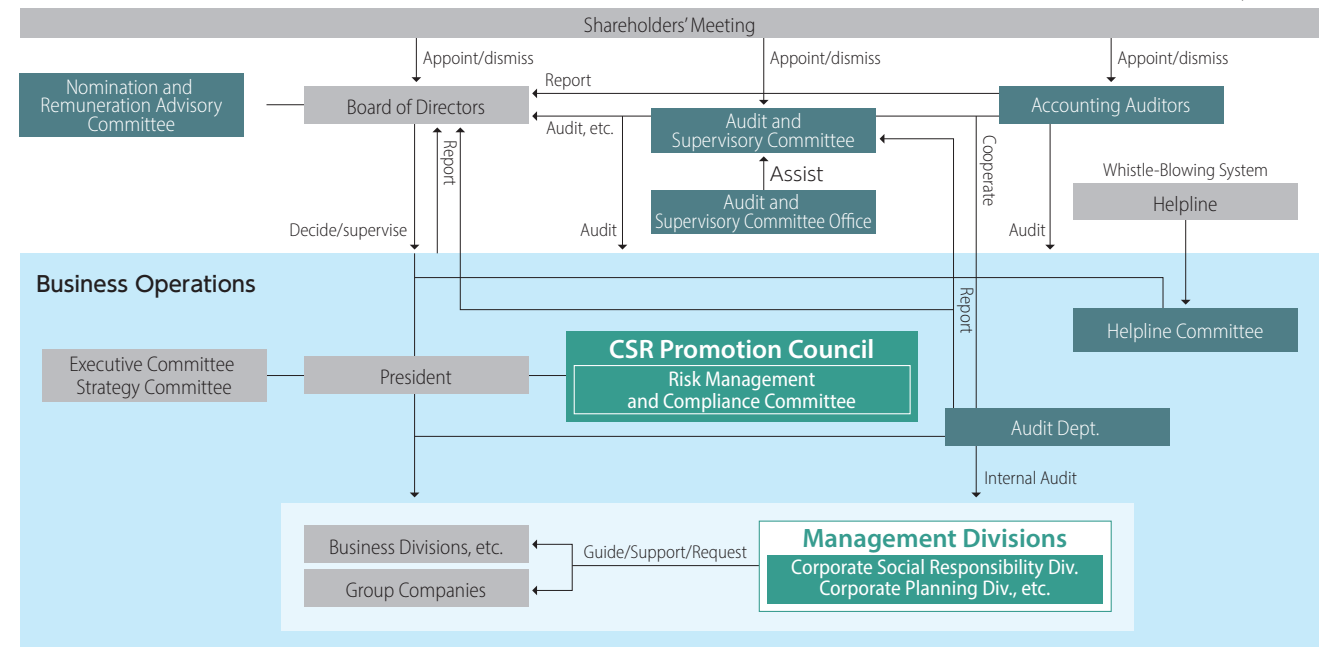 Shareholders' Meeting
Appoint/dismiss
Appoint/dismiss
Appoint/dismiss
Nomination and
Remuneration Advisory
Committee
Board of Directors
Report
Audit, etc.
Audit and
Supervisory Committee
Accounting Auditors
Report
Assist
Cooperate
Audit and
Supervisory Committee Office
Whistle-Blowing System
Helpline
Decide/supervise
Audit
Audit
Business Operations
Report
Helpline Committee
Executive Committee
Strategy Committee
President
CSR Promotion Council
Risk Management
and Compliance Committee
Audit Dept.
Internal Audit
Business Divisions, etc.
Group Companies
Guide/Support/Request
Management Divisions
Corporate Social Responsibility Div.
Corporate Planning Div., etc.